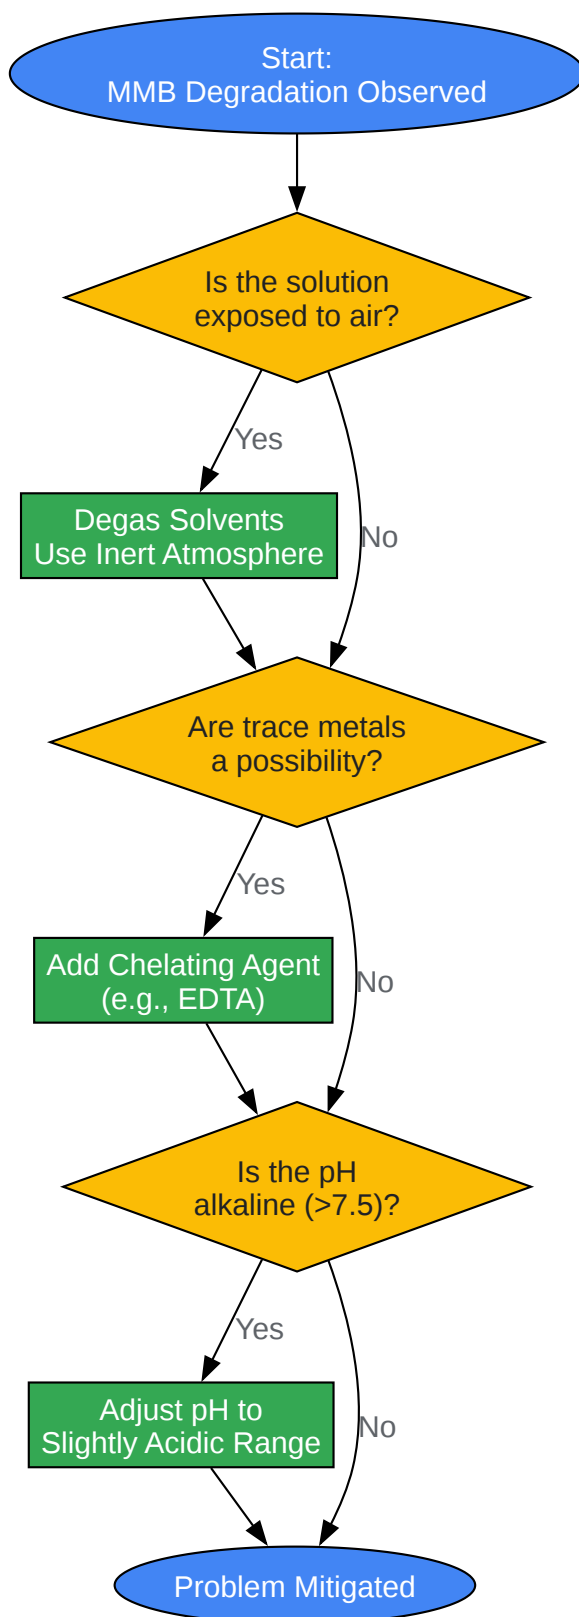 Start:
MMB Degradation Observed
Is the solution
exposed to air?
Yes
Degas Solvents
Use Inert Atmosphere
No
Are trace metals
a possibility?
Yes
Add Chelating Agent
(e.g., EDTA)
No
Is the pH
alkaline (>7.5)?
Yes
Adjust pH to
Slightly Acidic Range
No
Problem Mitigated